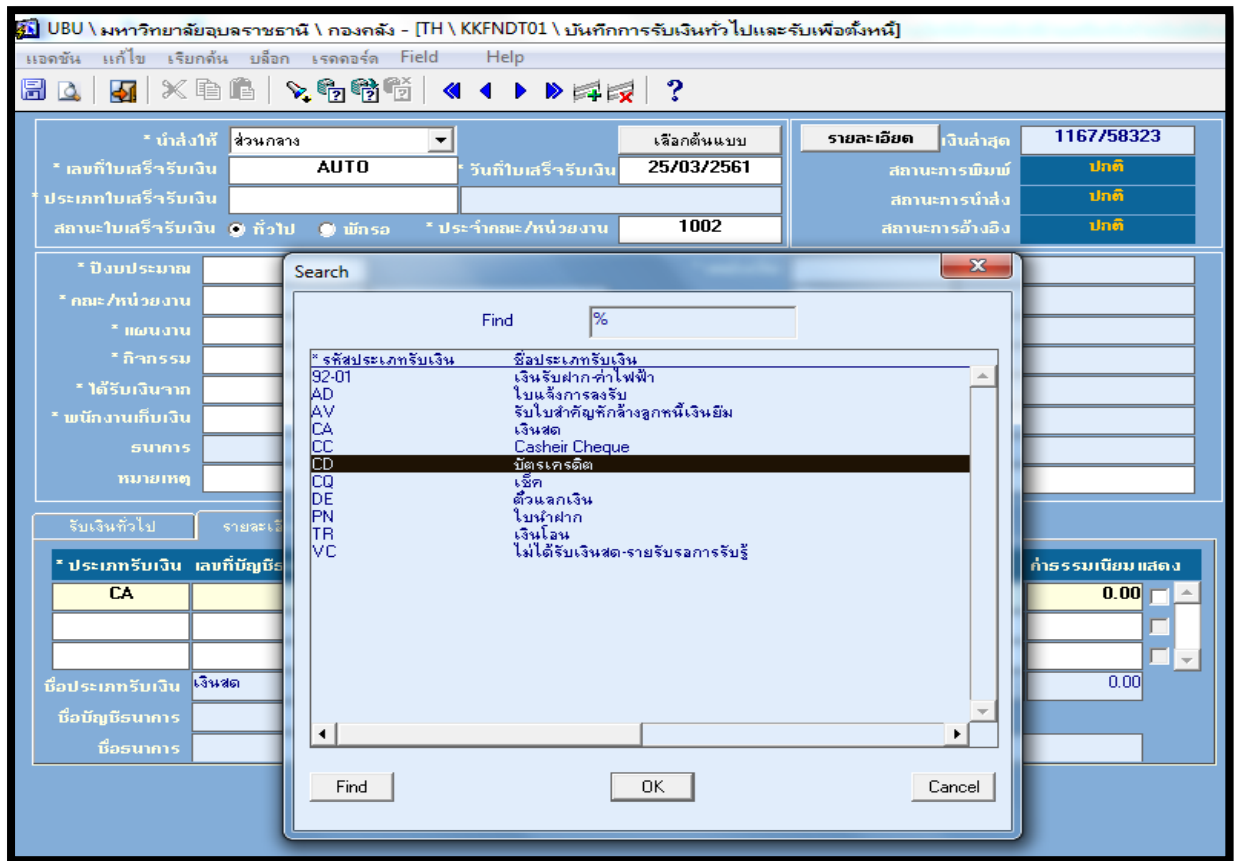 UBU \ มหาวิทยาลัยอุบลราชธานี \ กองคลัง - [TH \ KKFNDT01 \ บันทึกการรับเงินทั่วไปและรับเพื่อตั้งหนี้]
แอคชัน แก้ไข เรียกค้น บล็อก เรคคอร์ด Field Help
* นำส่งให้ ส่วนกลาง เลือกต้นแบบ รายละเอียด เงินล่าสุด 1167/58323
* เลขที่ใบเสร็จรับเงิน AUTO * วันที่ใบเสร็จรับเงิน 25/03/2561 สถานะการพิมพ์ ปกติ
* ประเภทใบเสร็จรับเงิน สถานะการนำส่ง ปกติ
สถานะใบเสร็จรับเงิน ทั่วไป พักรอ * ประจำคณะ/หน่วยงาน 1002 สถานะการอ้างอิง ปกติ
* ปีงบประมาณ
* คณะ/หน่วยงาน
* แผนงาน
* กิจกรรม
* ได้รับเงินจาก
* พนักงานเก็บเงิน
ธนาคาร
หมายเหตุ
Search
Find %
* รหัสประเภทรับเงิน ชื่อประเภทรับเงิน
92-01 เงินรับฝาก-ค่าไฟฟ้า
AD ใบแจ้งการลงรับ
AV รับใบสำคัญหักล้างลูกหนี้เงินยืม
CA เงินสด
CC Casheir Cheque
CD บัตรเครดิต
CQ เช็ค
DE ตั๋วแลกเงิน
PN ใบนำฝาก
TR เงินโอน
VC ไม่ได้รับเงินสด-รายรับรอการรับรู้
Find OK Cancel
รับเงินทั่วไป
* ประเภทรับเงิน เลขที่บัญชีธ ค่าธรรมเนียม แสดง
CA 0.00
ชื่อประเภทรับเงิน เงินสด 0.00
ชื่อบัญชีธนาคาร
ชื่อธนาคาร